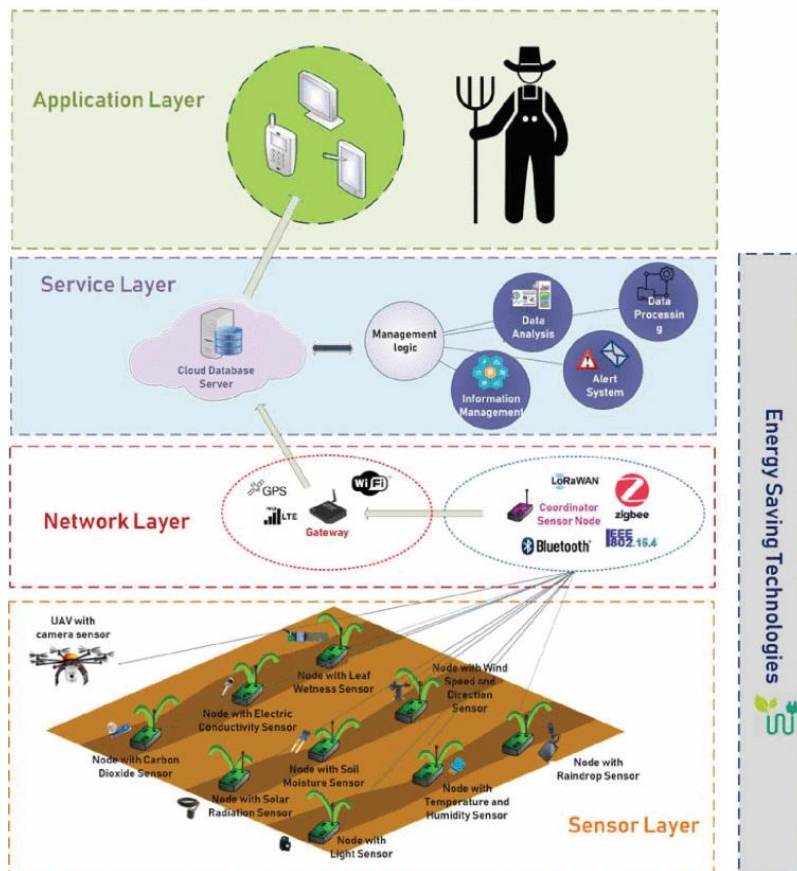 Application Layer
Service Layer
Cloud Database
Server
Management
logic
Data
Analysis
Data
Processin
g
Information
Management
Alert
System
Network Layer
GPS
LTE
WiFi
Gateway
LoRaWAN
Coordinator
Sensor Node
zigbee
Bluetooth
IEEE
802.15.4
UAV with
camera sensor
Node with Leaf
Wetness Sensor
Node with Wind
Speed and
Direction
Sensor
Node with Electric
Conductivity Sensor
Node with Carbon
Dioxide Sensor
Node with Soil
Moisture Sensor
Node with
Raindrop Sensor
Node with Solar
Radiation Sensor
Node with
Temperature and
Humidity Sensor
Node with
Light Sensor
Sensor Layer
Energy Saving Technologies